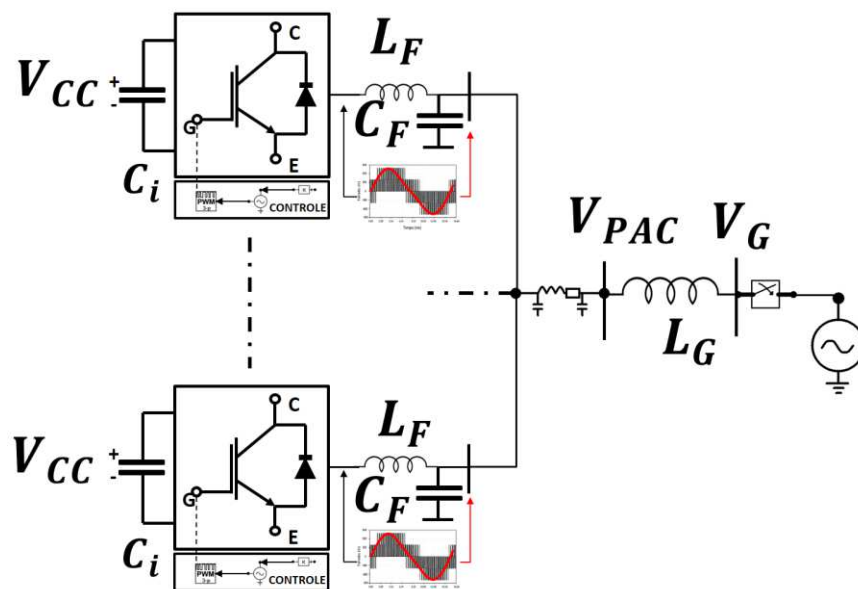 C
V_CC
+
-
G
E
C_i
PWM
CONTROLE
L_F
C_F
V_PAC
V_G
L_G
C
V_CC
+
-
G
E
C_i
PWM
CONTROLE
L_F
C_F